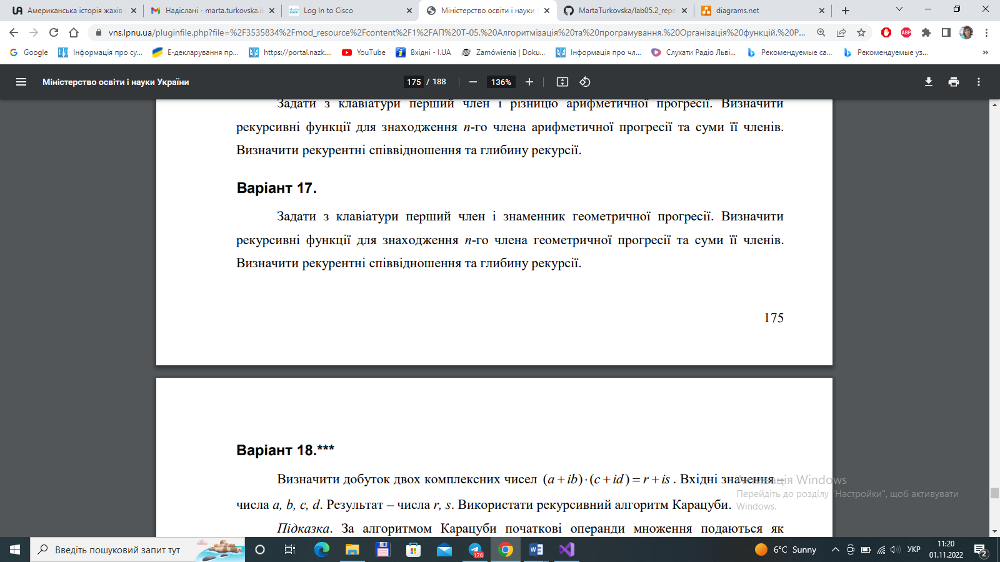 Американська історія жахів
Надіслані - marta.turkovska.il
Log In to Cisco
Міністерство освіти і науки
MartaTurkovska/lab05.2_repo
diagrams.net
vns.lpnu.ua/pluginfile.php?file=%2F3535834%2Fmod_resource%2Fcontent%2F1%2FАП%20Т-05.%20Алгоритмізація%20та%20програмування.%20Організація%20функцій.%20Р...
Google
Інформація про су...
Е-декларування пр...
https://portal.nazk....
YouTube
Вхідні - I.UA
Zamówienia | Doku...
Інформація про чл...
Слухати Радіо Льві...
Рекомендуемые са...
Рекомендуемые уз...
Міністерство освіти і науки України
175 / 188
136%
Задати з клавіатури перший член і різницю арифметичної прогресії. Визначити
рекурсивні функції для знаходження n-го члена арифметичної прогресії та суми її членів.
Визначити рекурентні співвідношення та глибину рекурсії.
Варіант 17.
Задати з клавіатури перший член і знаменник геометричної прогресії. Визначити
рекурсивні функції для знаходження n-го члена геометричної прогресії та суми її членів.
Визначити рекурентні співвідношення та глибину рекурсії.
175
Варіант 18.***
Визначити добуток двох комплексних чисел (a + ib) · (c + id) = r + is . Вхідні значення –
числа a, b, c, d. Результат – числа r, s. Використати рекурсивний алгоритм Карацуби.
Підказка. За алгоритмом Карацуби початкові операнди множення подаються як
Активація Windows
Перейдіть до розділу "Настройки", щоб активувати
Windows.
Введіть пошуковий запит тут
176
6°C Sunny
УКР
11:20
01.11.2022
2